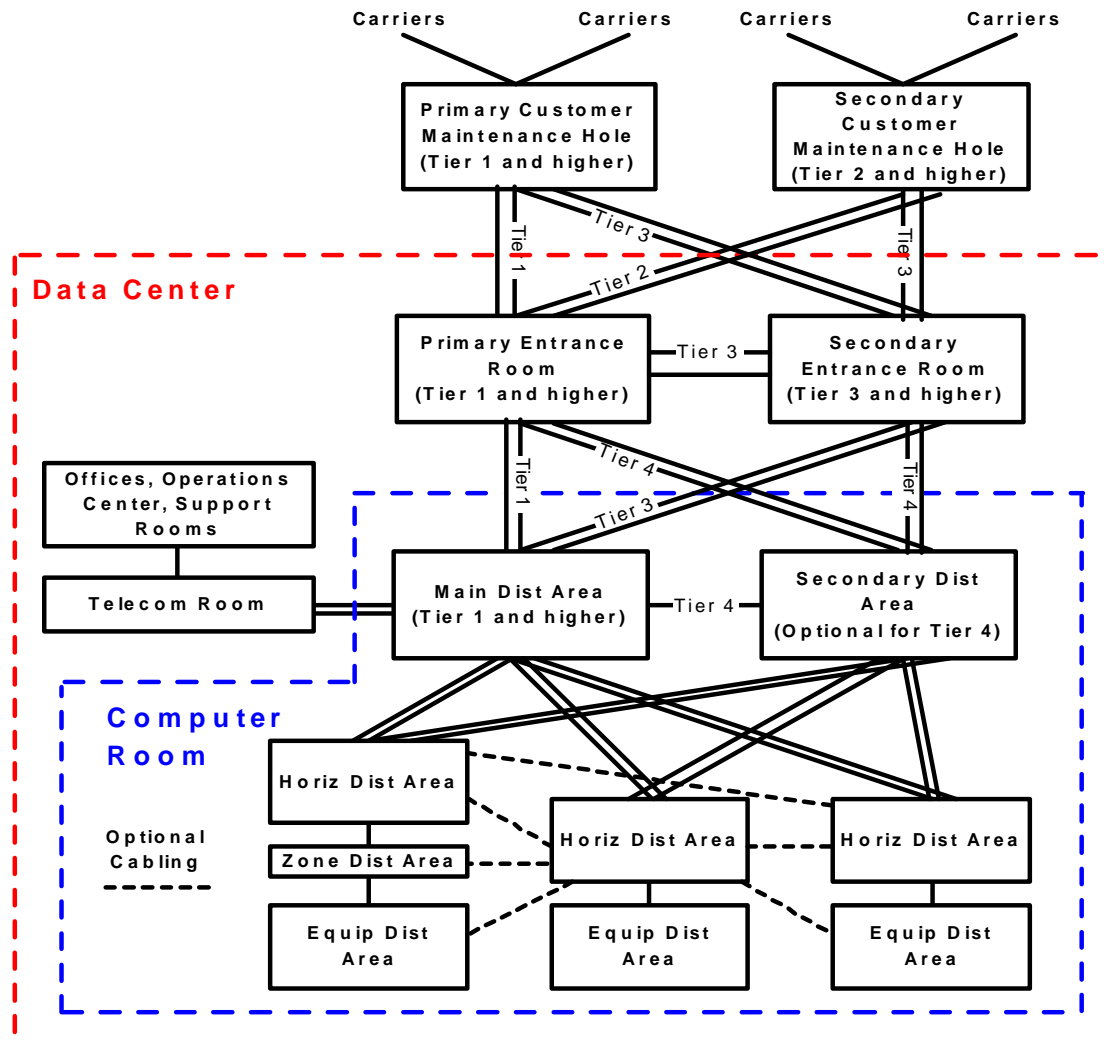 Carriers
Carriers
Carriers
Carriers
Primary Customer
Maintenance Hole
(Tier 1 and higher)
Secondary
Customer
Maintenance Hole
(Tier 2 and higher)
Tier 1
Tier 3
Tier 2
Tier 3
Data Center
Primary Entrance
Room
(Tier 1 and higher)
Tier 3
Secondary
Entrance Room
(Tier 3 and higher)
Tier 1
Tier 4
Tier 3
Tier 4
Offices, Operations
Center, Support
Rooms
Telecom Room
Main Dist Area
(Tier 1 and higher)
Tier 4
Secondary Dist
Area
(Optional for Tier 4)
Computer
Room
Horiz Dist Area
Horiz Dist Area
Horiz Dist Area
Optional
Cabling
Zone Dist Area
Equip Dist
Area
Equip Dist
Area
Equip Dist
Area